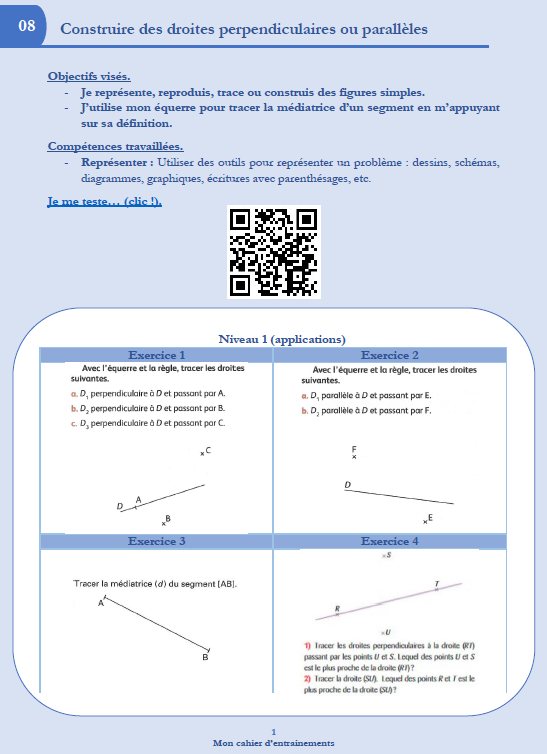 08
Construire des droites perpendiculaires ou parallèles
Objectifs visés.
- Je représente, reproduis, trace ou construis des figures simples.
- J'utilise mon équerre pour tracer la médiatrice d'un segment en m'appuyant
sur sa définition.
Compétences travaillées.
- Représenter : Utiliser des outils pour représenter un problème : dessins, schémas,
diagrammes, graphiques, écritures avec parenthésages, etc.
Je me teste… (clic !).
Niveau 1 (applications)
Exercice 1
Avec l'équerre et la règle, tracer les droites
suivantes.
a. D1 perpendiculaire à D et passant par A.
b. D2 perpendiculaire à D et passant par B.
c. D3 perpendiculaire à D et passant par C.
C
D
A
B
Exercice 2
Avec l'équerre et la règle, tracer les droites
suivantes.
a. D1 parallèle à D et passant par E.
b. D2 parallèle à D et passant par F.
F
D
E
Exercice 3
Tracer la médiatrice (d) du segment [AB].
A
B
Exercice 4
S
T
R
U
1) Tracer les droites perpendiculaires à la droite (RT)
passant par les points U et S. Lequel des points U et S
est le plus proche de la droite (RT) ?
2) Tracer la droite (SU). Lequel des points R et T est le
plus proche de la droite (SU) ?
1
Mon cahier d'entrainements